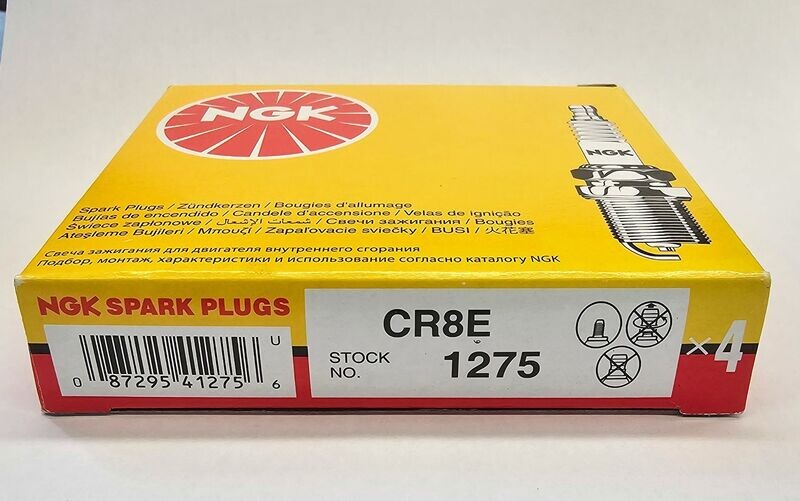 NGK
NGK
Spark Plugs / Zündkerzen / Bougies d'allumage
Bujías de encendido / Candele d'accensione / Velas de ignição
Świece zapłonowe / شمعات الإشعال / Свечи зажигания / Bougies
Ateşleme Bujileri / Μπουζί / Zapaľovacie sviečky / BUSI / 火花塞
Свеча зажигания для двигателя внутреннего сгорания
Подбор, монтаж, характеристики и использование согласно каталогу NGK
NGK SPARK PLUGS
CR8E
STOCK NO. 1275
×4
U
0 87295 41275 6